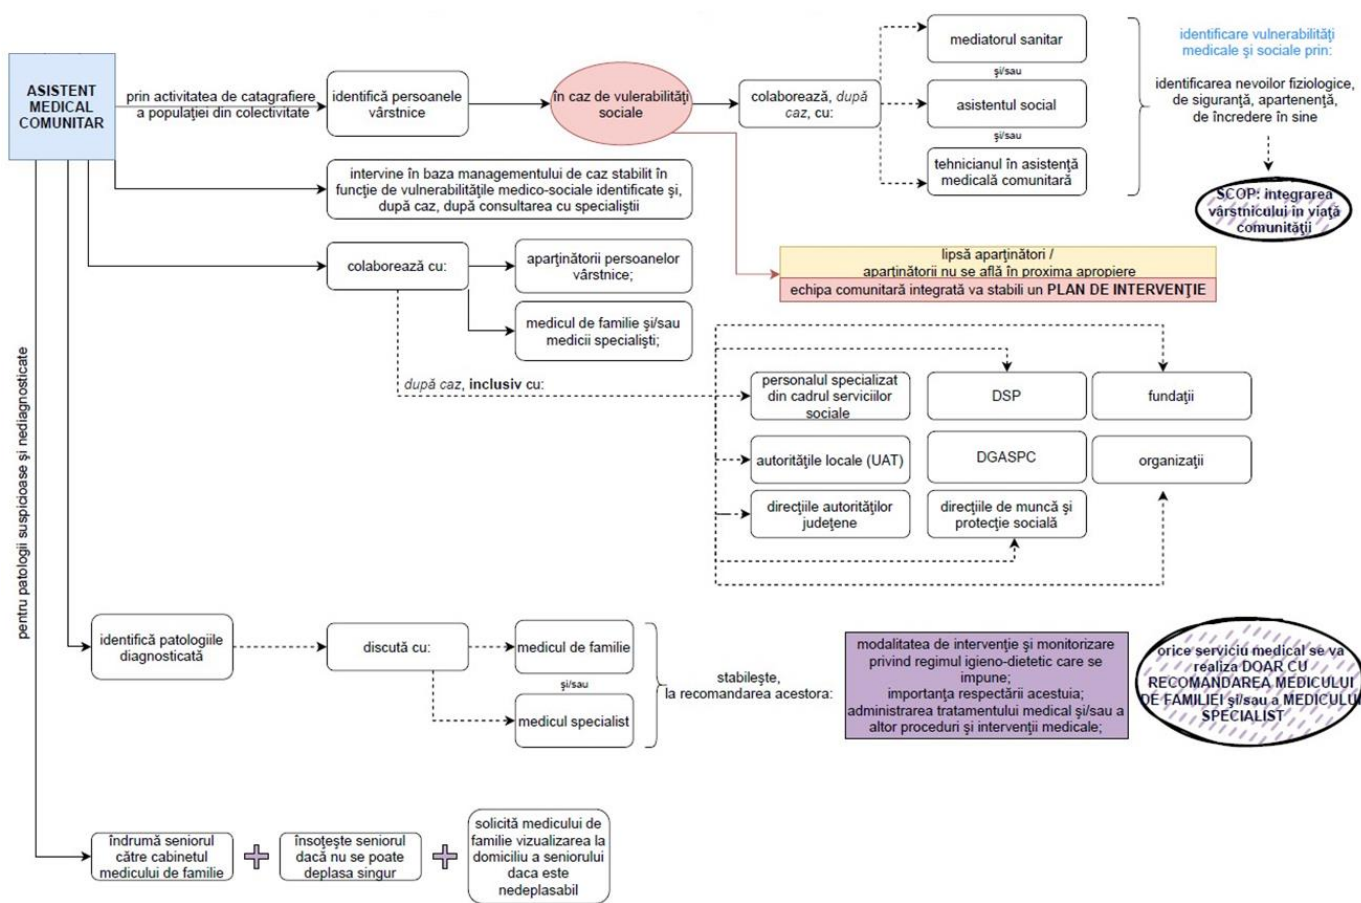 ASISTENT
MEDICAL
COMUNITAR
prin activitatea de catagrafiere
a populației din colectivitate
identifică persoanele
vârstnice
în caz de vulerabilități
sociale
colaborează, după
caz, cu:
mediatorul sanitar
și/sau
asistentul social
și/sau
tehnicianul în asistență
medicală comunitară
identificare vulnerabilități
medicale și sociale prin:
identificarea nevoilor fiziologice,
de siguranță, apartenență,
de încredere în sine
SCOP: integrarea
vârstnicului in viață
comunității
intervine în baza managementului de caz stabilit în
funcție de vulnerabilitățile medico-sociale identificate și,
după caz, după consultarea cu specialiștii
colaborează cu:
aparținătorii persoanelor
vârstnice;
medicul de familie și/sau
medicii specialiști;
lipsă aparținători /
aparținătorii nu se află in proxima apropiere
echipa comunitară integrată va stabili un PLAN DE INTERVENȚIE
după caz, inclusiv cu:
personalul specializat
din cadrul serviciilor
sociale
DSP
fundații
autoritățile locale (UAT)
DGASPC
organizații
direcțiile autorităților
județene
direcțiile de muncă și
protecție socială
pentru patologii suspicioase și nediagnosticate
identifică patologiile
diagnosticată
discută cu:
medicul de familie
și/sau
medicul specialist
stabilește,
la recomandarea acestora:
modalitatea de intervenție și monitorizare
privind regimul igieno-dietetic care se
impune;
importanța respectării acestuia;
administrarea tratamentului medical și/sau a
altor proceduri și intervenții medicale;
orice serviciu medical se va
realiza DOAR CU
RECOMANDAREA MEDICULUI
DE FAMILIEI și/sau a MEDICULUI
SPECIALIST
îndrumă seniorul
către cabinetul
medicului de familie
însoțește seniorul
dacă nu se poate
deplasa singur
solicită medicului de
familie vizualizarea la
domiciliu a seniorului
daca este
nedeplasabil